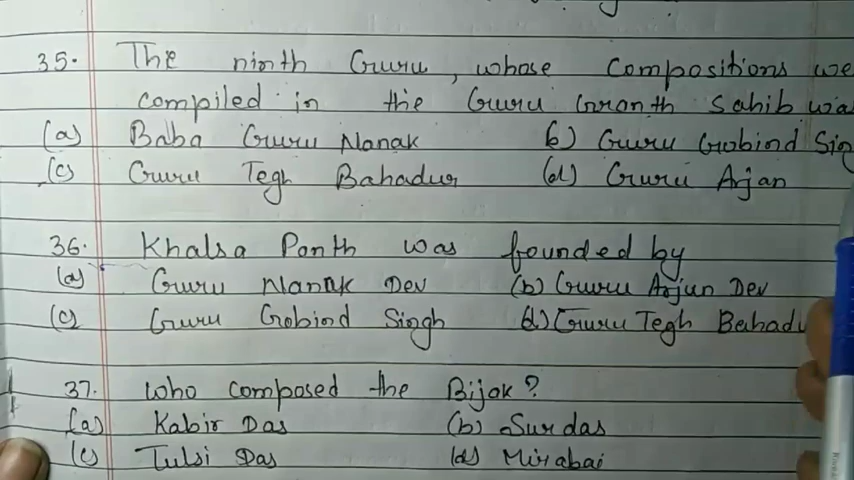 35. The ninth Guru, whose compositions we
compiled in the Guru Granth Sahib wa
(a) Baba Guru Nanak (b) Guru Gobind Sing
(c) Guru Tegh Bahadur (d) Guru Arjan
36. Khalsa Panth was founded by
(a) Guru Nanak Dev (b) Guru Arjun Dev
(c) Guru Gobind Singh (d) Guru Tegh Bahadu
37. Who composed the Bijak?
(a) Kabir Das (b) Surdas
(c) Tulsi Das (d) Mirabai